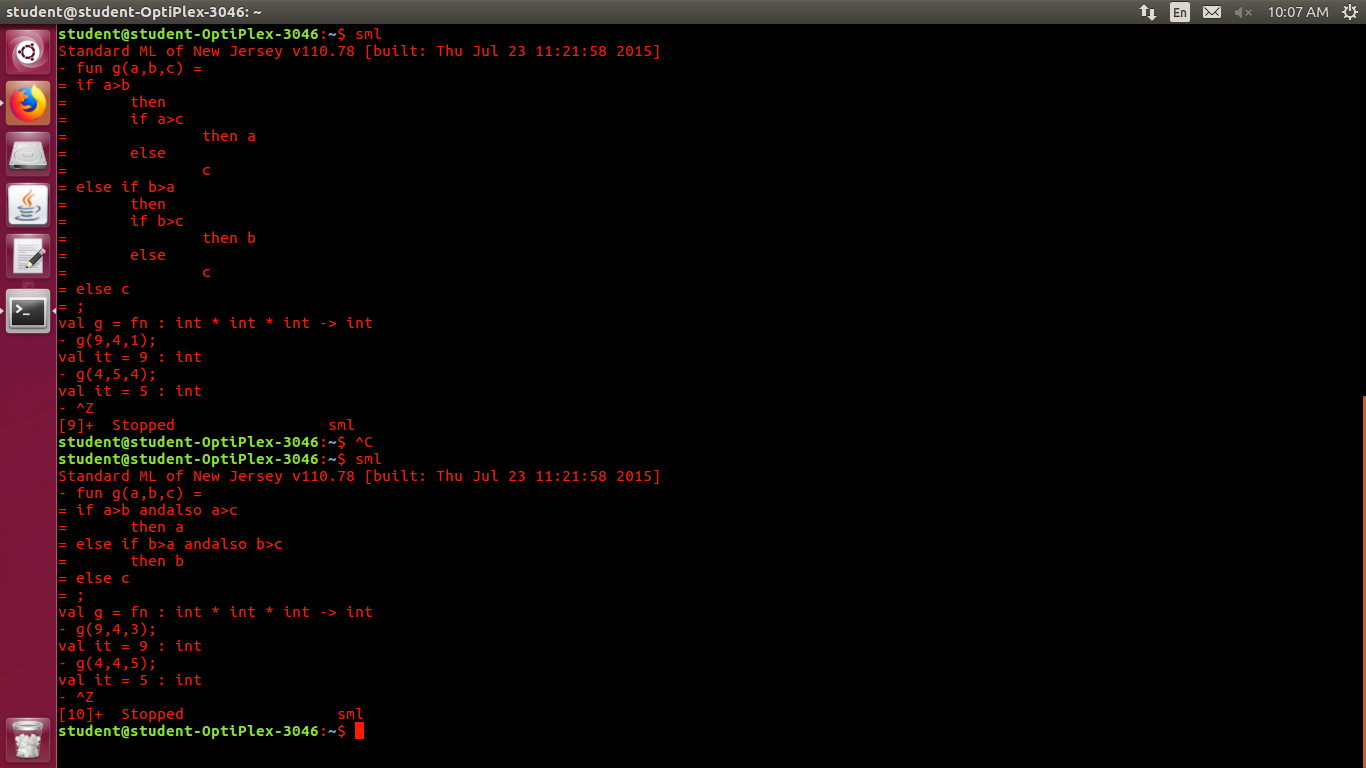 student@student-OptiPlex-3046: ~
En
10:07 AM
student@student-OptiPlex-3046:~$ sml
Standard ML of New Jersey v110.78 [built: Thu Jul 23 11:21:58 2015]
- fun g(a,b,c) =
= if a>b
=       then
=       if a>c
=               then a
=       else
=               c
= else if b>a
=       then
=       if b>c
=               then b
=       else
=               c
= else c
= ;
val g = fn : int * int * int -> int
- g(9,4,1);
val it = 9 : int
- g(4,5,4);
val it = 5 : int
- ^Z
[9]+  Stopped                 sml
student@student-OptiPlex-3046:~$ ^C
student@student-OptiPlex-3046:~$ sml
Standard ML of New Jersey v110.78 [built: Thu Jul 23 11:21:58 2015]
- fun g(a,b,c) =
= if a>b andalso a>c
=       then a
= else if b>a andalso b>c
=       then b
= else c
= ;
val g = fn : int * int * int -> int
- g(9,4,3);
val it = 9 : int
- g(4,4,5);
val it = 5 : int
- ^Z
[10]+  Stopped                 sml
student@student-OptiPlex-3046:~$